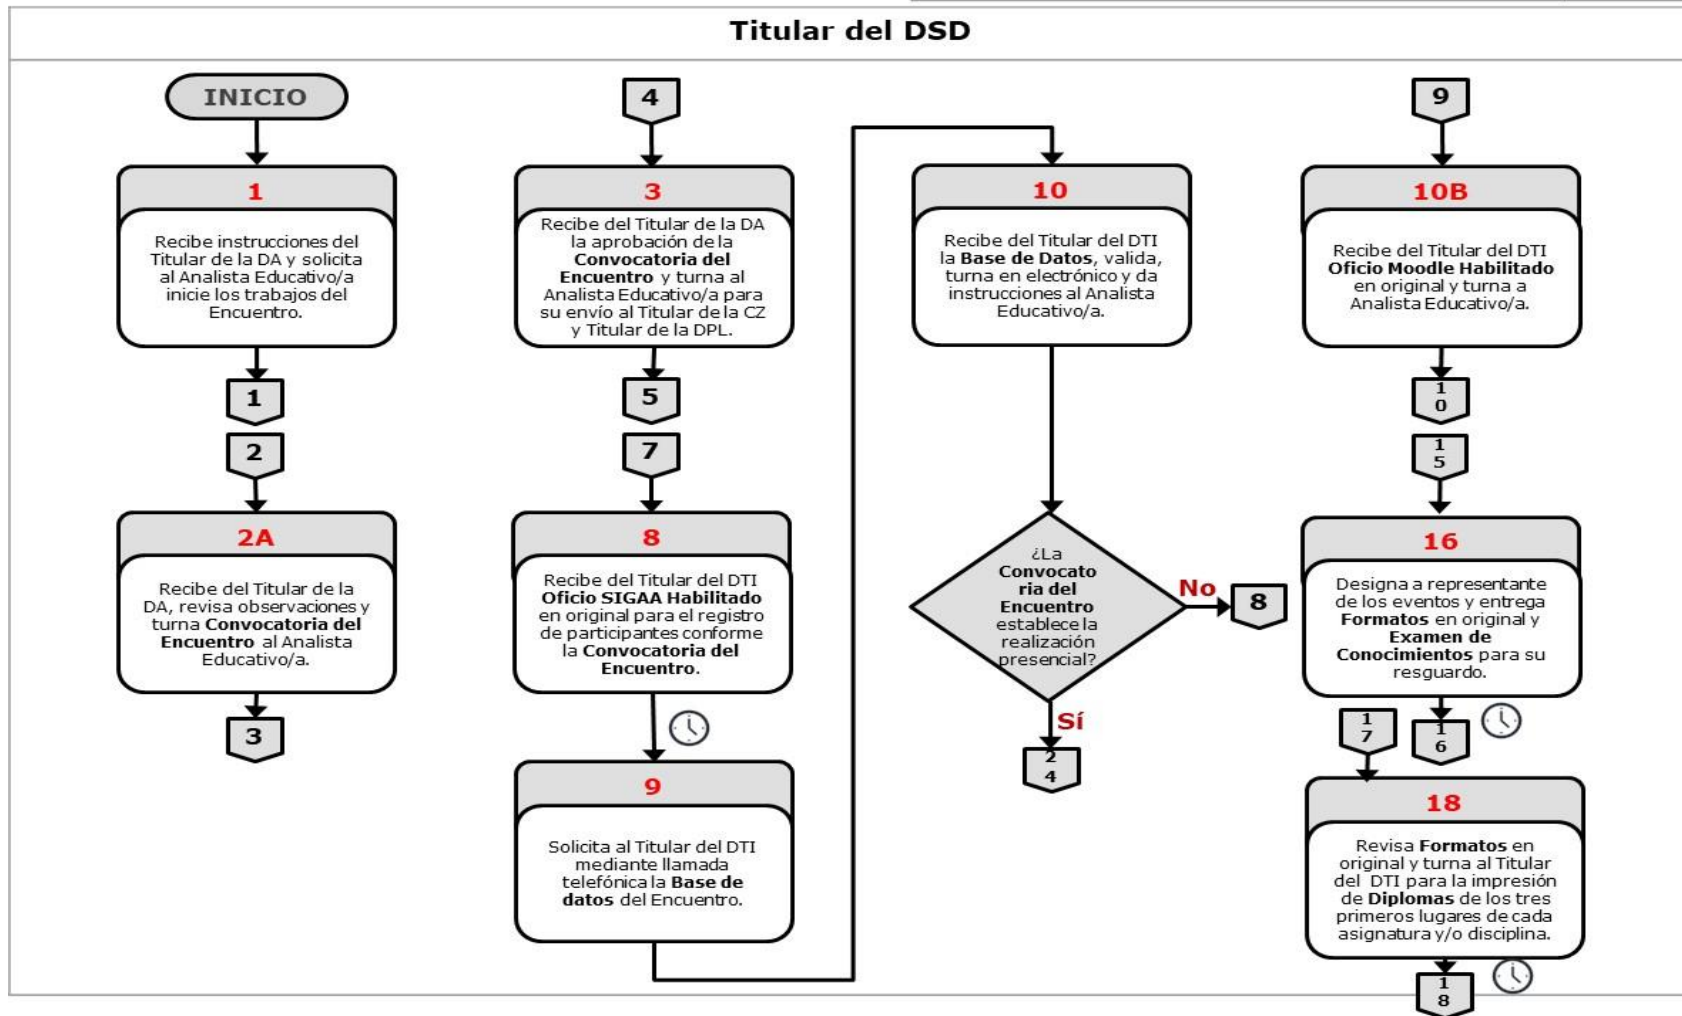 Titular del DSD
INICIO
1
Recibe instrucciones del
Titular de la DA y solicita
al Analista Educativo/a
inicie los trabajos del
Encuentro.
1
2
2A
Recibe del Titular de la
DA, revisa observaciones y
turna Convocatoria del
Encuentro al Analista
Educativo/a.
3
4
3
Recibe del Titular de la DA
la aprobación de la
Convocatoria del
Encuentro y turna al
Analista Educativo/a para
su envío al Titular de la CZ
y Titular de la DPL.
5
7
8
Recibe del Titular del DTI
Oficio SIGAA Habilitado
en original para el registro
de participantes conforme
la Convocatoria del
Encuentro.
9
Solicita al Titular del DTI
mediante llamada
telefónica la Base de
datos del Encuentro.
10
Recibe del Titular del DTI
la Base de Datos, valida,
turna en electrónico y da
instrucciones al Analista
Educativo/a.
¿La
Convocato
ria del
Encuentro
establece la
realización
presencial?
No
8
Sí
2
4
9
10B
Recibe del Titular del DTI
Oficio Moodle Habilitado
en original y turna a
Analista Educativo/a.
1
0
1
5
16
Designa a representante
de los eventos y entrega
Formatos en original y
Examen de
Conocimientos para su
resguardo.
1
7
1
6
18
Revisa Formatos en
original y turna al Titular
del DTI para la impresión
de Diplomas de los tres
primeros lugares de cada
asignatura y/o disciplina.
1
8